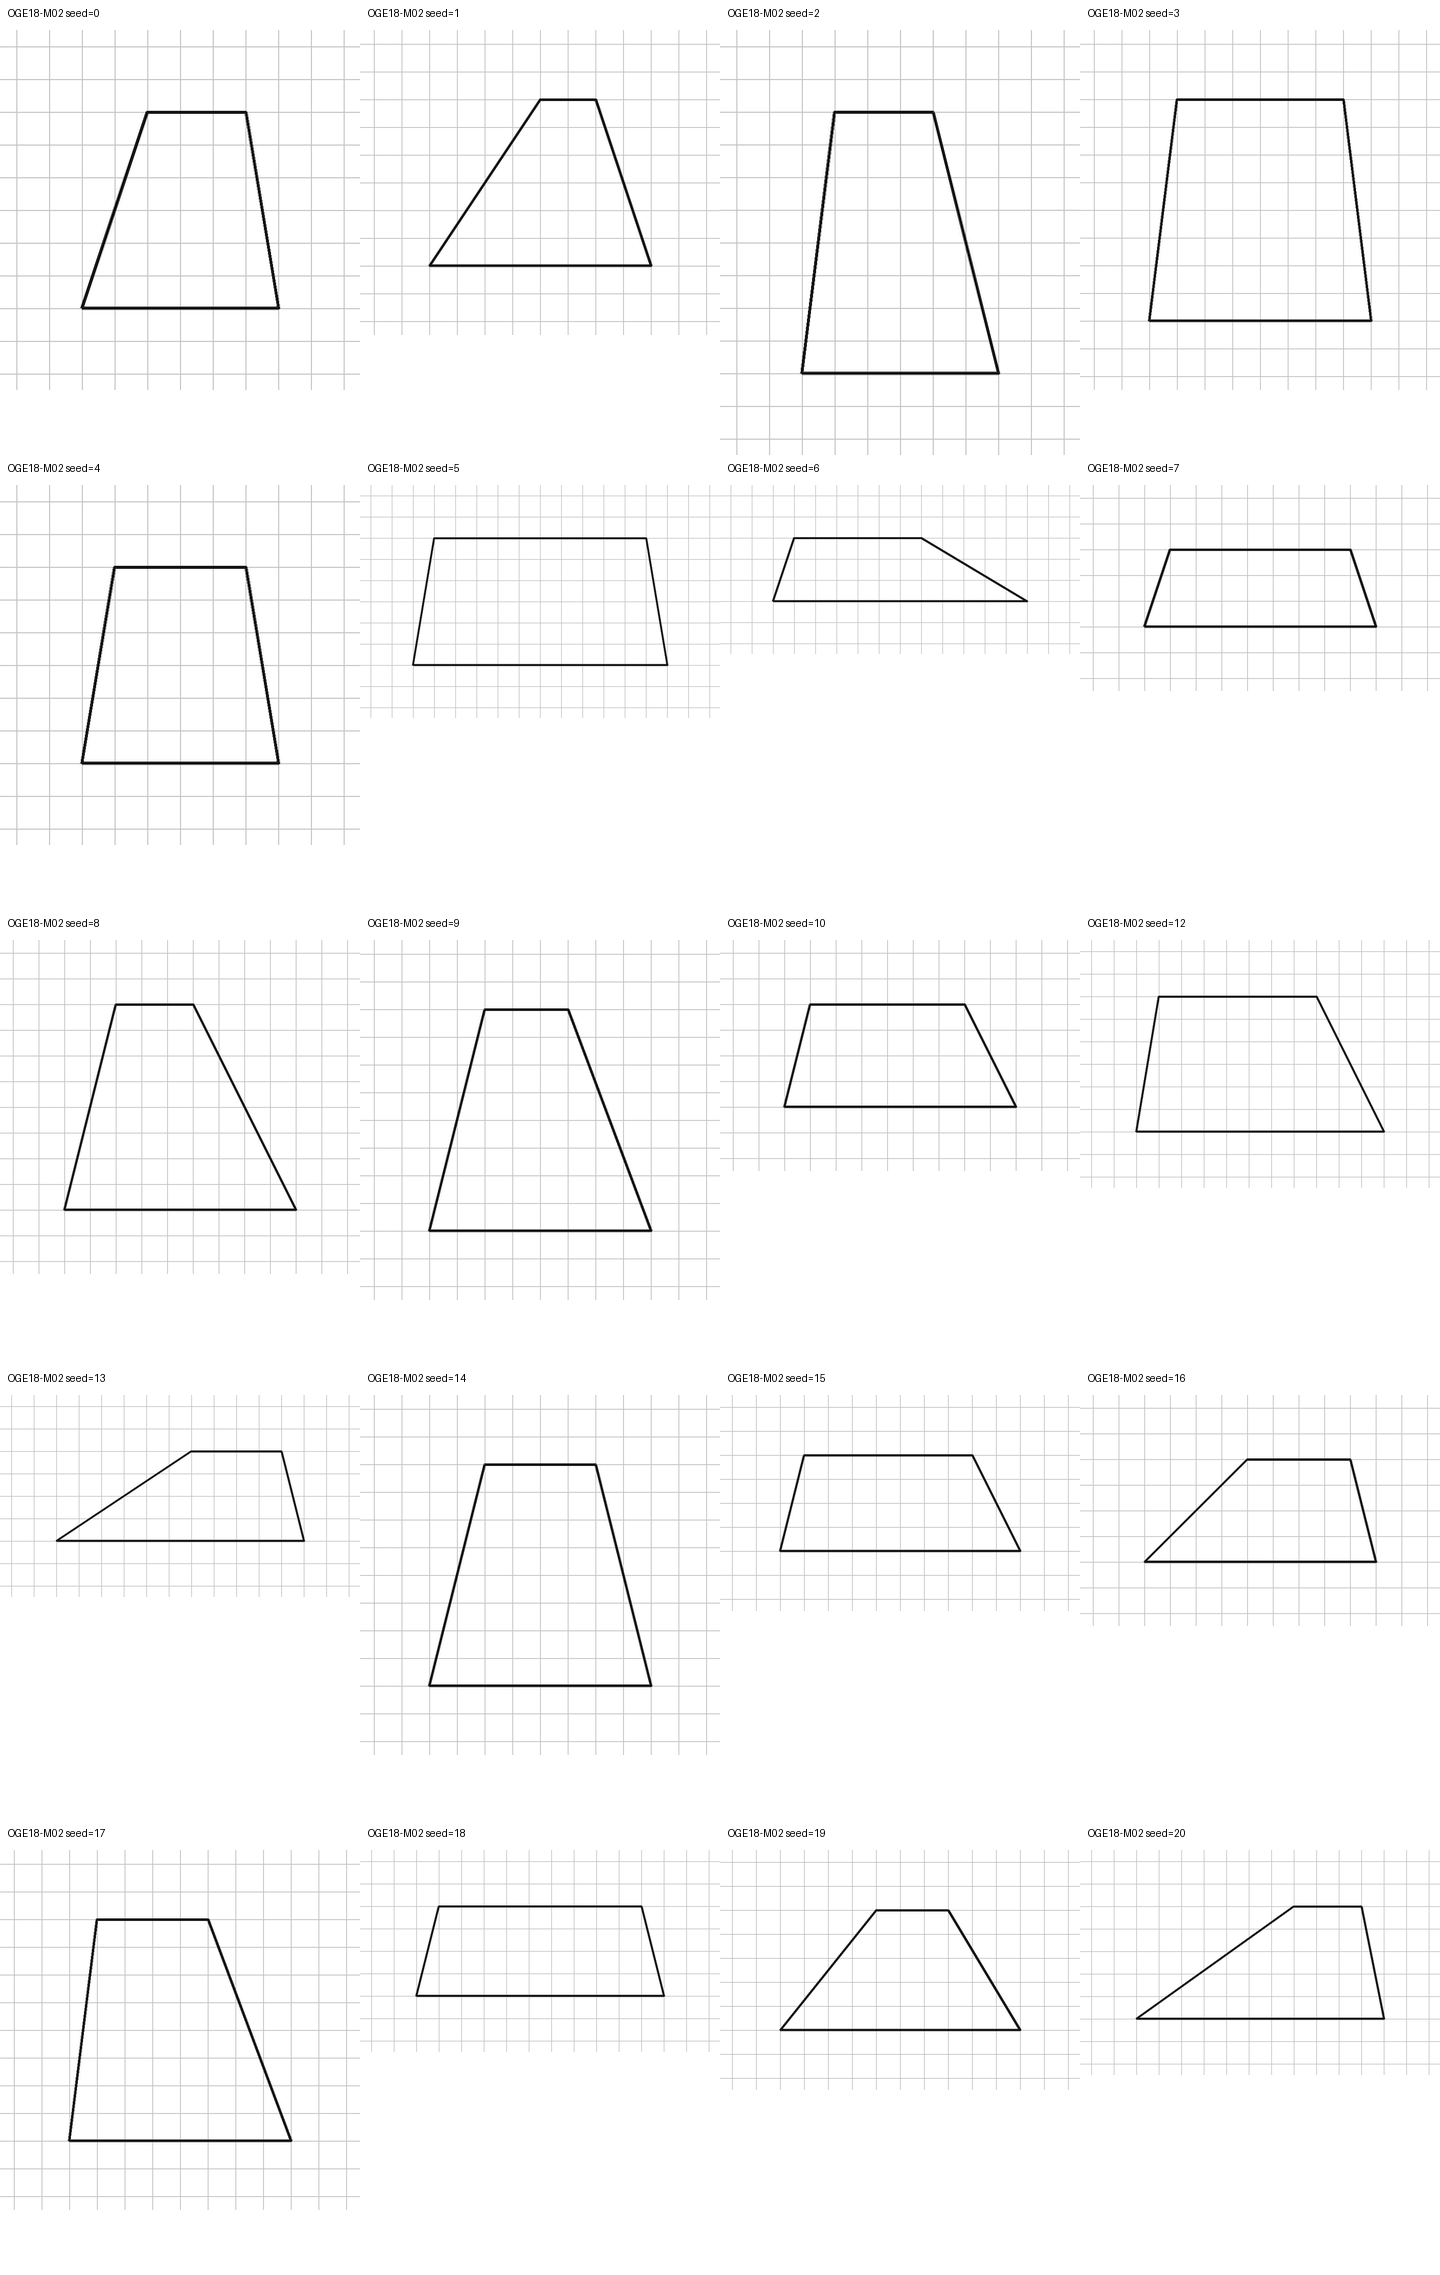 OGE18-M02 seed=0
OGE18-M02 seed=1
OGE18-M02 seed=2
OGE18-M02 seed=3
OGE18-M02 seed=4
OGE18-M02 seed=5
OGE18-M02 seed=6
OGE18-M02 seed=7
OGE18-M02 seed=8
OGE18-M02 seed=9
OGE18-M02 seed=10
OGE18-M02 seed=12
OGE18-M02 seed=13
OGE18-M02 seed=14
OGE18-M02 seed=15
OGE18-M02 seed=16
OGE18-M02 seed=17
OGE18-M02 seed=18
OGE18-M02 seed=19
OGE18-M02 seed=20